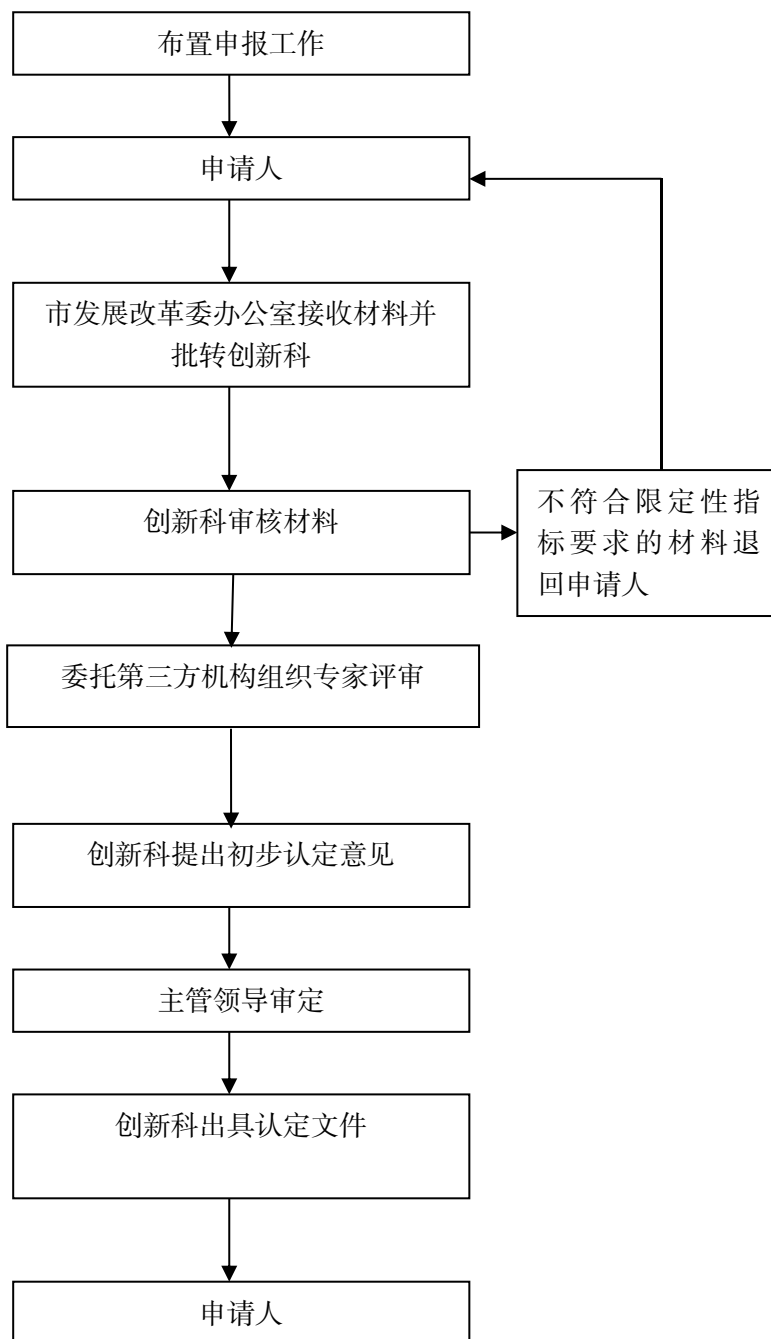 布置申报工作
申请人
市发展改革委办公室接收材料并
批转创新科
创新科审核材料
不符合限定性指
标要求的材料退
回申请人
委托第三方机构组织专家评审
创新科提出初步认定意见
主管领导审定
创新科出具认定文件
申请人